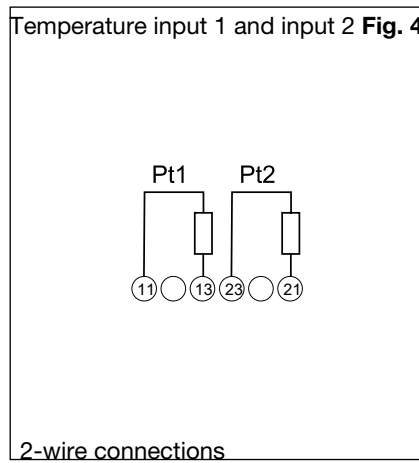 Temperature input 1 and input 2 Fig. 4
Pt1 Pt2
11 13 23 21
2-wire connections